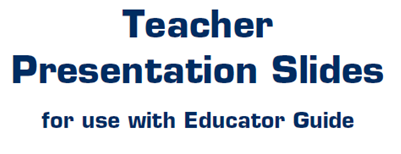 Teacher
Presentation Slides
for use with Educator Guide